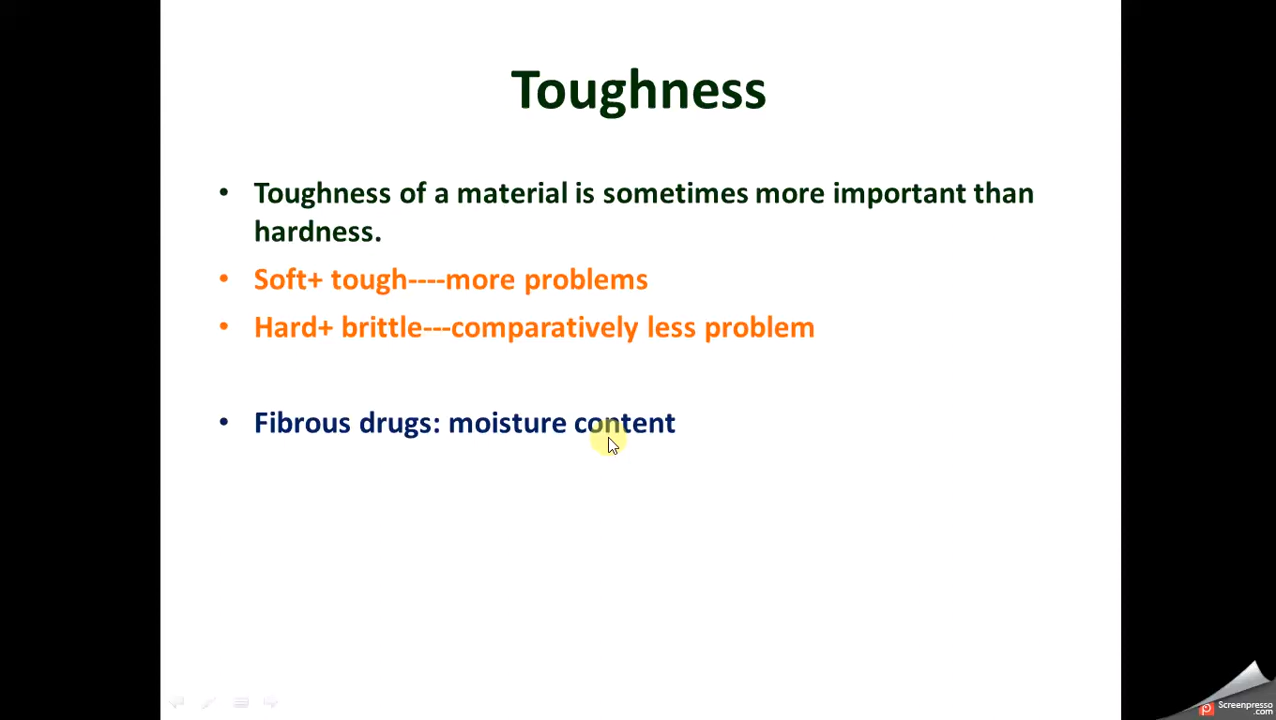 Toughness
• Toughness of a material is sometimes more important than
hardness.
• Soft+ tough----more problems
• Hard+ brittle---comparatively less problem
• Fibrous drugs: moisture content
Screenpresso
.com